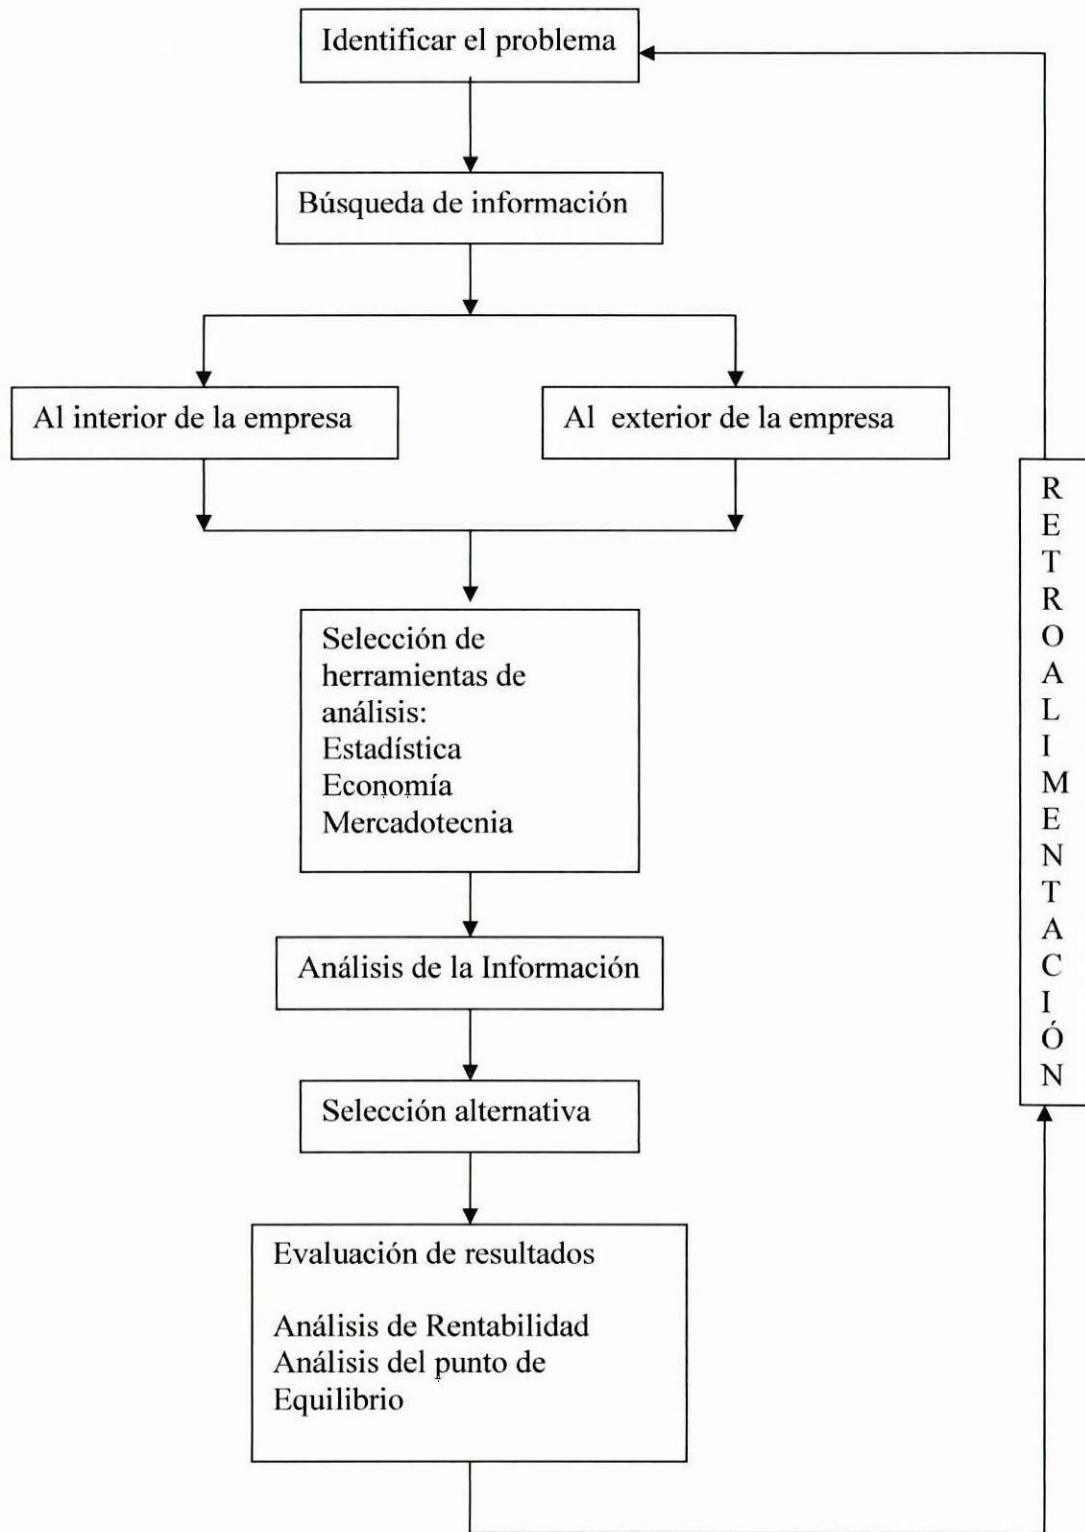 Identificar el problema
Búsqueda de información
Al interior de la empresa
Al exterior de la empresa
Selección de
herramientas de
análisis:
Estadística
Economía
Mercadotecnia
Análisis de la Información
Selección alternativa
Evaluación de resultados
Análisis de Rentabilidad
Análisis del punto de
Equilibrio
R
E
T
R
O
A
L
I
M
E
N
T
A
C
I
Ó
N